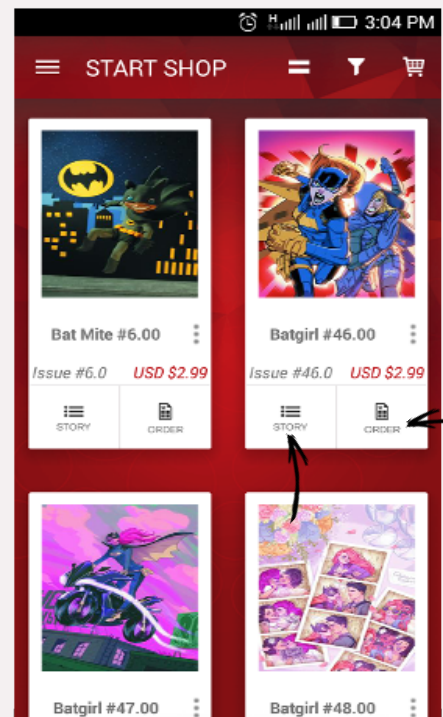 H 3:04 PM
START SHOP
Bat Mite #6.00 Batgirl #46.00
Issue #6.0 USD $2.99 Issue #46.0 USD $2.99
STORY ORDER STORY ORDER
Batgirl #47.00 Batgirl #48.00